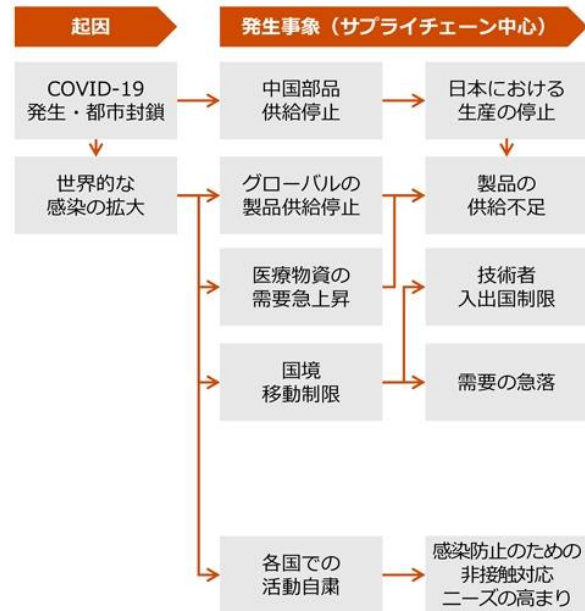 起因
発生事象（サプライチェーン中心）
COVID-19
発生・都市封鎖
中国部品
供給停止
日本における
生産の停止
世界的な
感染の拡大
グローバルの
製品供給停止
製品の
供給不足
医療物資の
需要急上昇
技術者
入出国制限
国境
移動制限
需要の急落
各国での
活動自粛
感染防止のための
非接触対応
ニーズの高まり